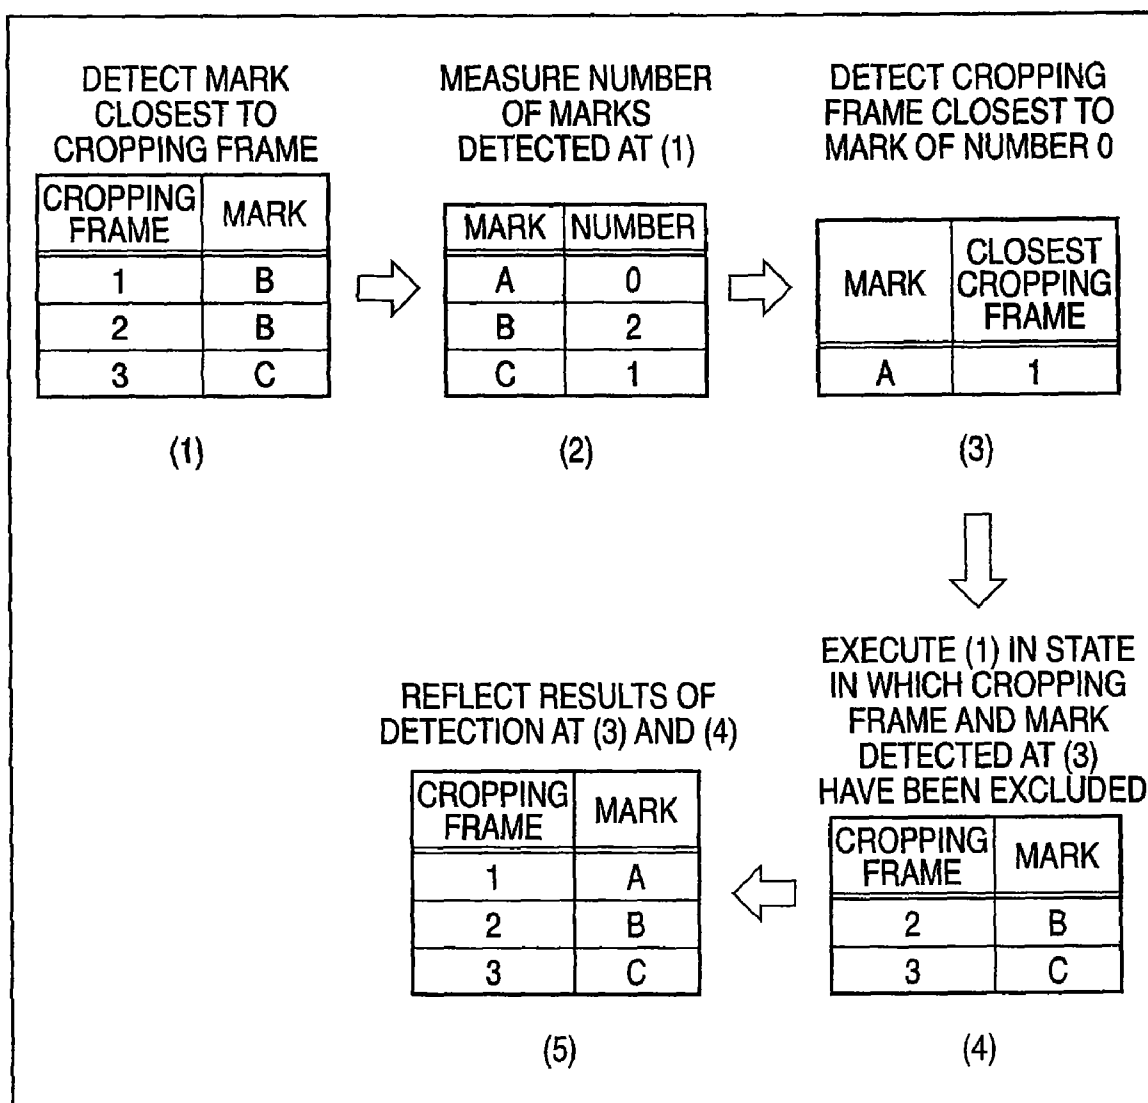 DETECT MARK
CLOSEST TO
CROPPING FRAME
CROPPING
FRAME
MARK
1 B
2 B
3 C
(1)
MEASURE NUMBER
OF MARKS
DETECTED AT (1)
MARK NUMBER
A 0
B 2
C 1
(2)
DETECT CROPPING
FRAME CLOSEST TO
MARK OF NUMBER 0
MARK
CLOSEST
CROPPING
FRAME
A 1
(3)
EXECUTE (1) IN STATE
IN WHICH CROPPING
FRAME AND MARK
DETECTED AT (3)
HAVE BEEN EXCLUDED
CROPPING
FRAME
MARK
2 B
3 C
(4)
REFLECT RESULTS OF
DETECTION AT (3) AND (4)
CROPPING
FRAME
MARK
1 A
2 B
3 C
(5)